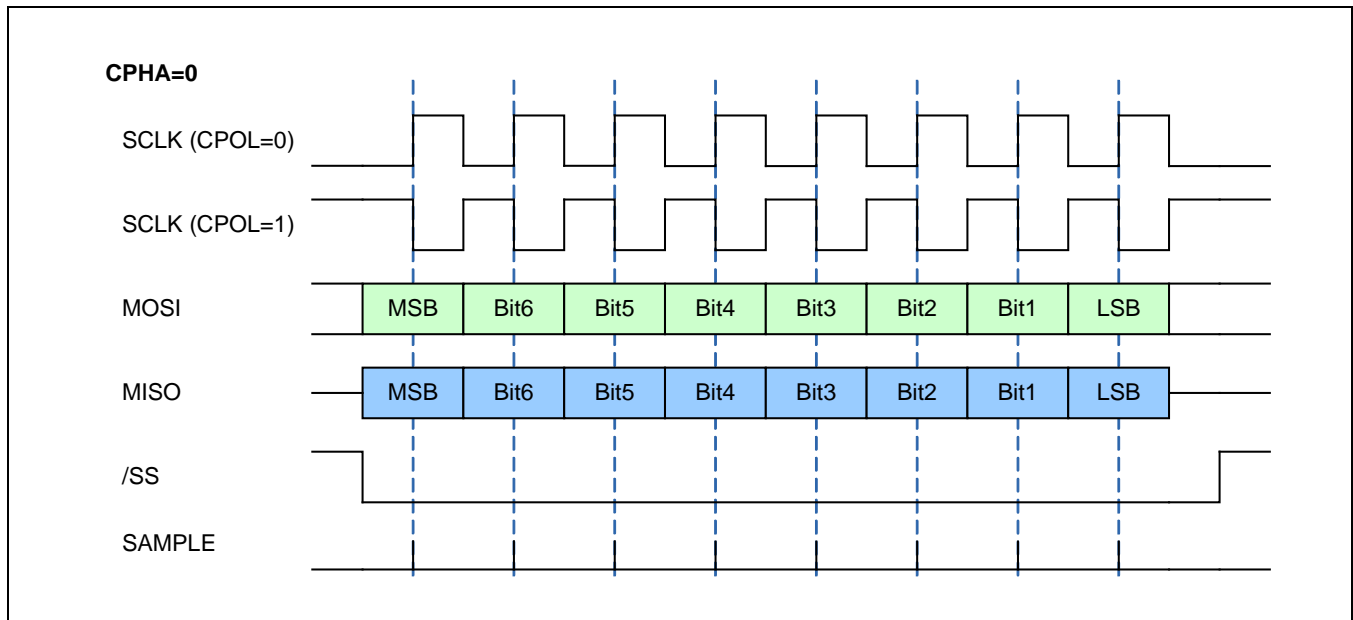 CPHA=0
SCLK (CPOL=0)
SCLK (CPOL=1)
MOSI MSB Bit6 Bit5 Bit4 Bit3 Bit2 Bit1 LSB
MISO MSB Bit6 Bit5 Bit4 Bit3 Bit2 Bit1 LSB
/SS
SAMPLE